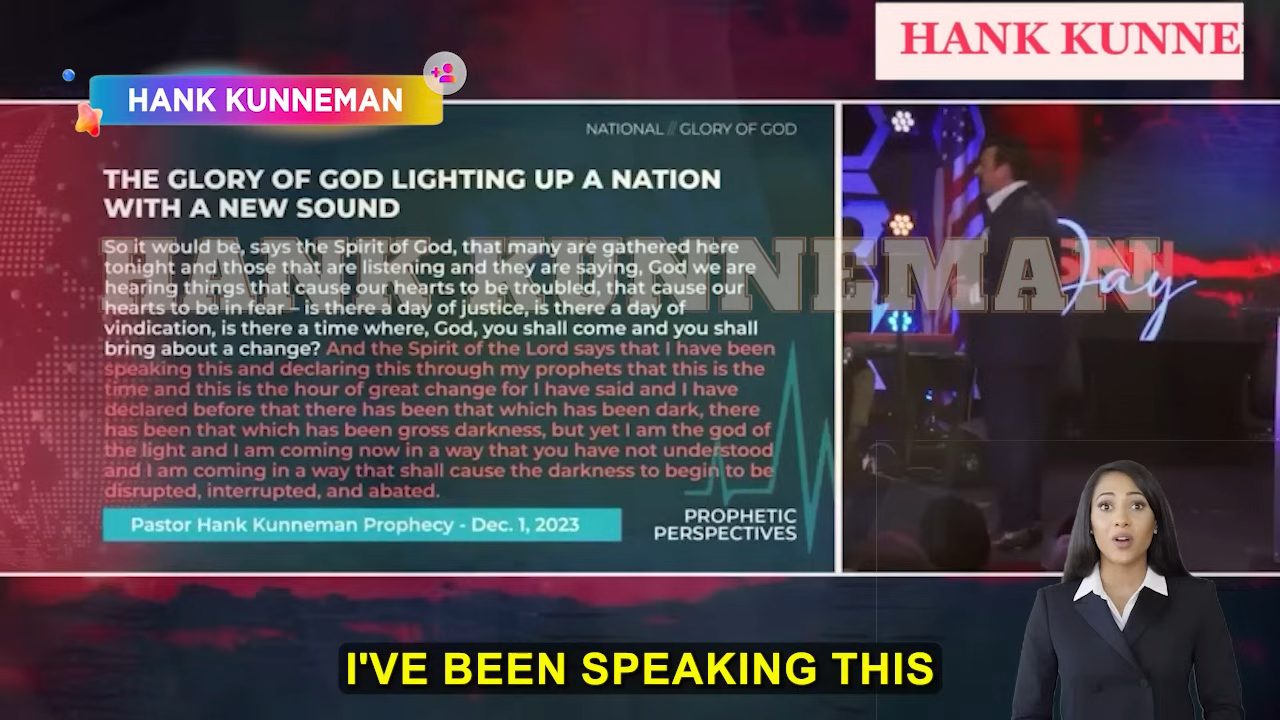 HANK KUNNE
HANK KUNNEMAN
NATIONAL // GLORY OF GOD
THE GLORY OF GOD LIGHTING UP A NATION
WITH A NEW SOUND
So it would be, says the Spirit of God, that many are gathered here
tonight and those that are listening and they are saying, God we are
hearing things that cause our hearts to be troubled, that cause our
hearts to be in fear – is there a day of justice, is there a day of
vindication, is there a time where, God, you shall come and you shall
bring about a change? And the Spirit of the Lord says that I have been
speaking this and declaring this through my prophets that this is the
time and this is the hour of great change for I have said and I have
declared before that there has been that which has been dark, there
has been that which has been gross darkness, but yet I am the god of
the light and I am coming now in a way that you have not understood
and I am coming in a way that shall cause the darkness to begin to be
disrupted, interrupted, and abated.
HANK KUNNEMAN
Day
Pastor Hank Kunneman Prophecy - Dec. 1, 2023
PROPHETIC
PERSPECTIVES
I'VE BEEN SPEAKING THIS